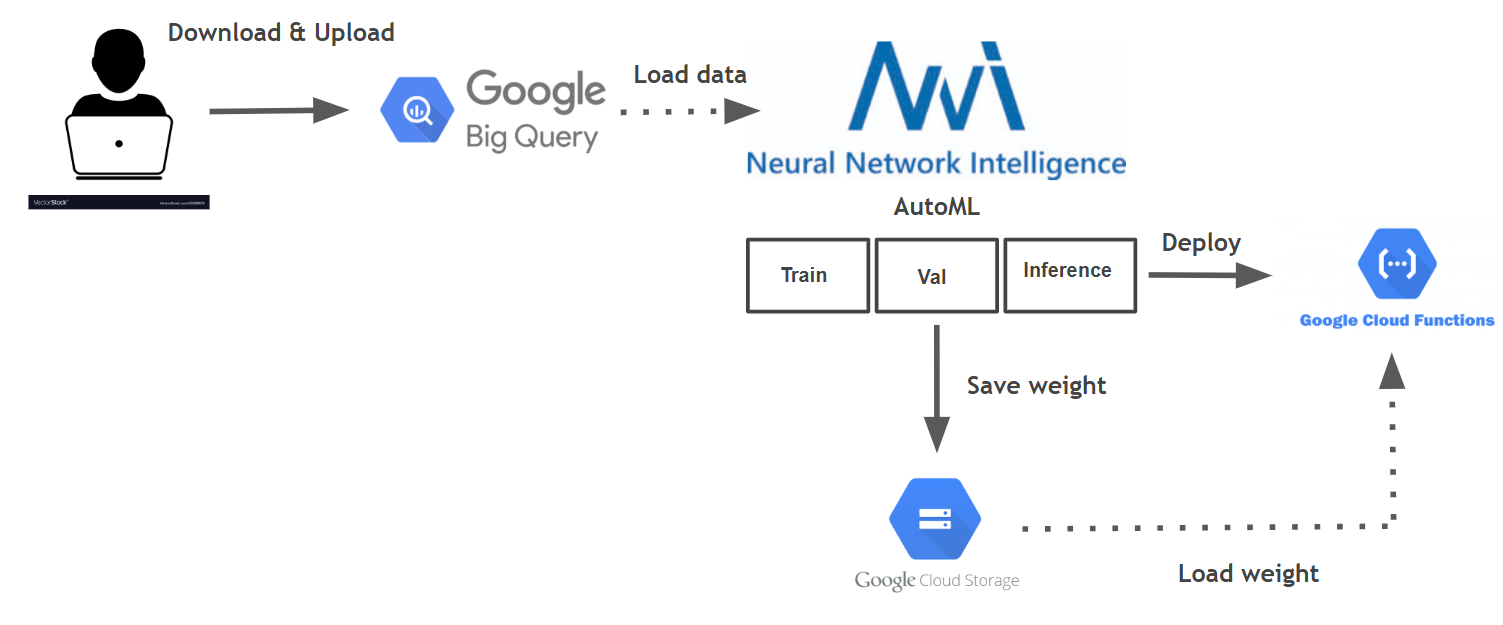 Download & Upload
Google
Big Query
Load data
Neural Network Intelligence
AutoML
Train
Val
Inference
Deploy
Google Cloud Functions
Save weight
Google Cloud Storage
Load weight
VectorStock